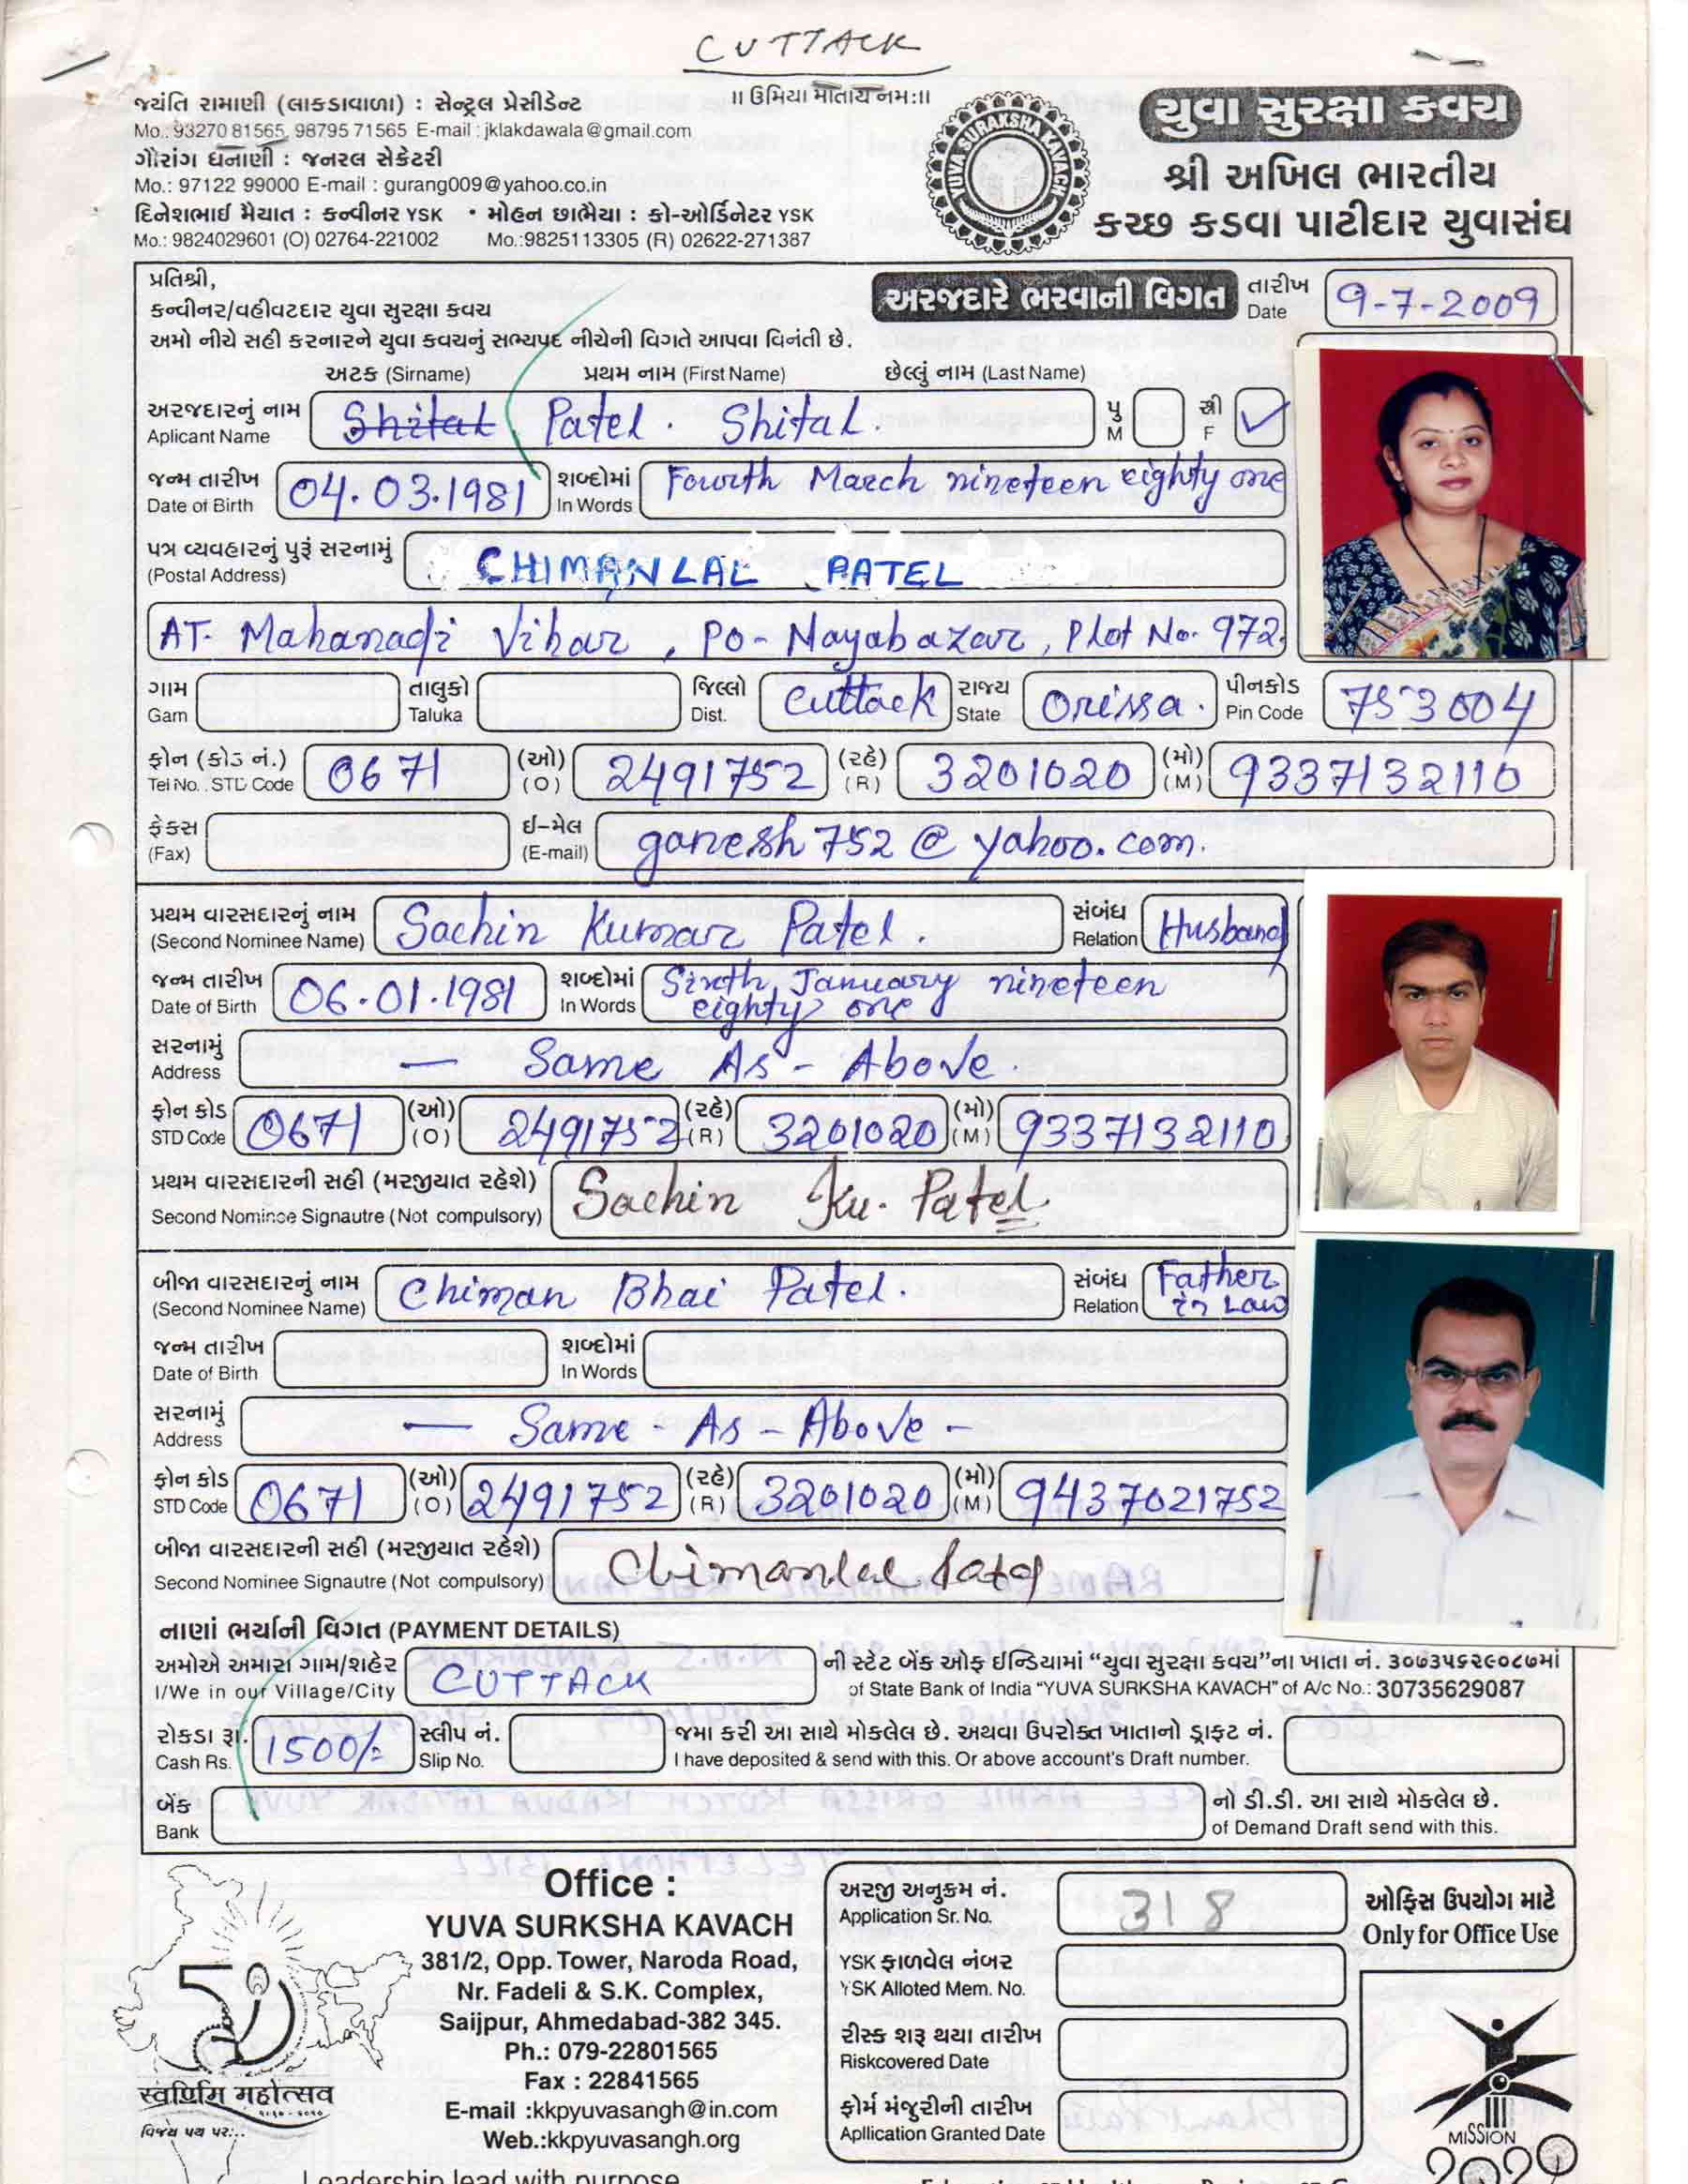 CUTTACK
॥ ઉમિયા માતાય નમઃ॥
જયંતિ રામાણી (લાકડાવાળા) : સેન્ટ્રલ પ્રેસીડેન્ટ
Mo.: 93270 81565, 98795 71565 E-mail : jklakdawala@gmail.com
ગૌરાંગ ધનાણી : જનરલ સેક્રેટરી
Mo.: 97122 99000 E-mail : gurang009@yahoo.co.in
દિનેશભાઈ મૈયાત : કન્વીનર YSK • મોહન છાભૈયા : કો-ઓર્ડિનેટર YSK
Mo.: 9824029601 (O) 02764-221002 Mo.:9825113305 (R) 02622-271387
YUVA SURAKSHA KAVACH
યુવા સુરક્ષા કવચ
શ્રી અખિલ ભારતીય
કચ્છ કડવા પાટીદાર યુવાસંઘ
પ્રતિશ્રી,
કન્વીનર/વહીવટદાર યુવા સુરક્ષા કવચ
અરજદારે ભરવાની વિગત તારીખ Date 9-7-2009
અમો નીચે સહી કરનારને યુવા કવચનું સભ્યપદ નીચેની વિગતે આપવા વિનંતી છે.
અટક (Sirname) પ્રથમ નામ (First Name) છેલ્લું નામ (Last Name)
અરજદારનું નામ Aplicant Name Shital Patel. Shital. પુ M સ્ત્રી F ✓
જન્મ તારીખ Date of Birth 04.03.1981 શબ્દોમાં In Words Fourth March nineteen eighty one
પત્ર વ્યવહારનું પુરૂં સરનામું (Postal Address) CHIMANLAL PATEL
AT- Mahanadi Vihar, PO- Nayabazar, Plot No. 972
ગામ Gam તાલુકો Taluka જિલ્લો Dist. Cuttack રાજ્ય State Orissa. પીનકોડ Pin Code 753004
ફોન (કોડ નં.) Tel No. STD Code 0671 (ઓ) (O) 2491752 (રહે) (R) 3201020 (મો) (M) 9337132110
ફેક્સ (Fax) ઈ-મેલ (E-mail) ganesh752@yahoo.com.
પ્રથમ વારસદારનું નામ (Second Nominee Name) Sachin Kumar Patel. સંબંધ Relation Husband
જન્મ તારીખ Date of Birth 06.01.1981 શબ્દોમાં In Words Sixth January nineteen eighty one
સરનામું Address — Same As - Above.
ફોન કોડ STD Code 0671 (ઓ) (O) 2491752 (રહે) (R) 3201020 (મો) (M) 9337132110
પ્રથમ વારસદારની સહી (મરજીયાત રહેશે) Second Nominee Signautre (Not compulsory) Sachin Ku. Patel
બીજા વારસદારનું નામ (Second Nominee Name) Chiman Bhai Patel. સંબંધ Relation Father in Law
જન્મ તારીખ Date of Birth શબ્દોમાં In Words
સરનામું Address — Same - As - Above -
ફોન કોડ STD Code 0671 (ઓ) (O) 2491752 (રહે) (R) 3201020 (મો) (M) 9437021752
બીજા વારસદારની સહી (મરજીયાત રહેશે) Second Nominee Signautre (Not compulsory) Chimanlal Patel
નાણાં ભર્યાની વિગત (PAYMENT DETAILS)
અમોએ અમારા ગામ/શહેર I/We in our Village/City CUTTACK ની સ્ટેટ બેંક ઓફ ઈન્ડિયામાં “યુવા સુરક્ષા કવચ”ના ખાતા નં. ૩૦૭૩૫૬૨૯૦૮૭માં
of State Bank of India “YUVA SURKSHA KAVACH” of A/c No.: 30735629087
રોકડા રૂા. Cash Rs. 1500/- સ્લીપ નં. Slip No. જમા કરી આ સાથે મોકલેલ છે. અથવા ઉપરોક્ત ખાતાનો ડ્રાફ્ટ નં.
I have deposited & send with this. Or above account's Draft number.
બેંક Bank નો ડી.ડી. આ સાથે મોકલેલ છે.
of Demand Draft send with this.
50
स्वर्णिम महोत्सव
૧૯૬૦ - ૨૦૧૦
વિજય પથ પર...
Office :
YUVA SURKSHA KAVACH
381/2, Opp. Tower, Naroda Road,
Nr. Fadeli & S.K. Complex,
Saijpur, Ahmedabad-382 345.
Ph.: 079-22801565
Fax : 22841565
E-mail :kkpyuvasangh@in.com
Web.:kkpyuvasangh.org
અરજી અનુક્રમ નં. Application Sr. No. 318
YSK ફાળવેલ નંબર YSK Alloted Mem. No.
રીસ્ક શરૂ થયા તારીખ Riskcovered Date
ફોર્મ મંજુરીની તારીખ Apllication Granted Date
ઓફિસ ઉપયોગ માટે
Only for Office Use
MISSION
2020
Leadership lead with purpose